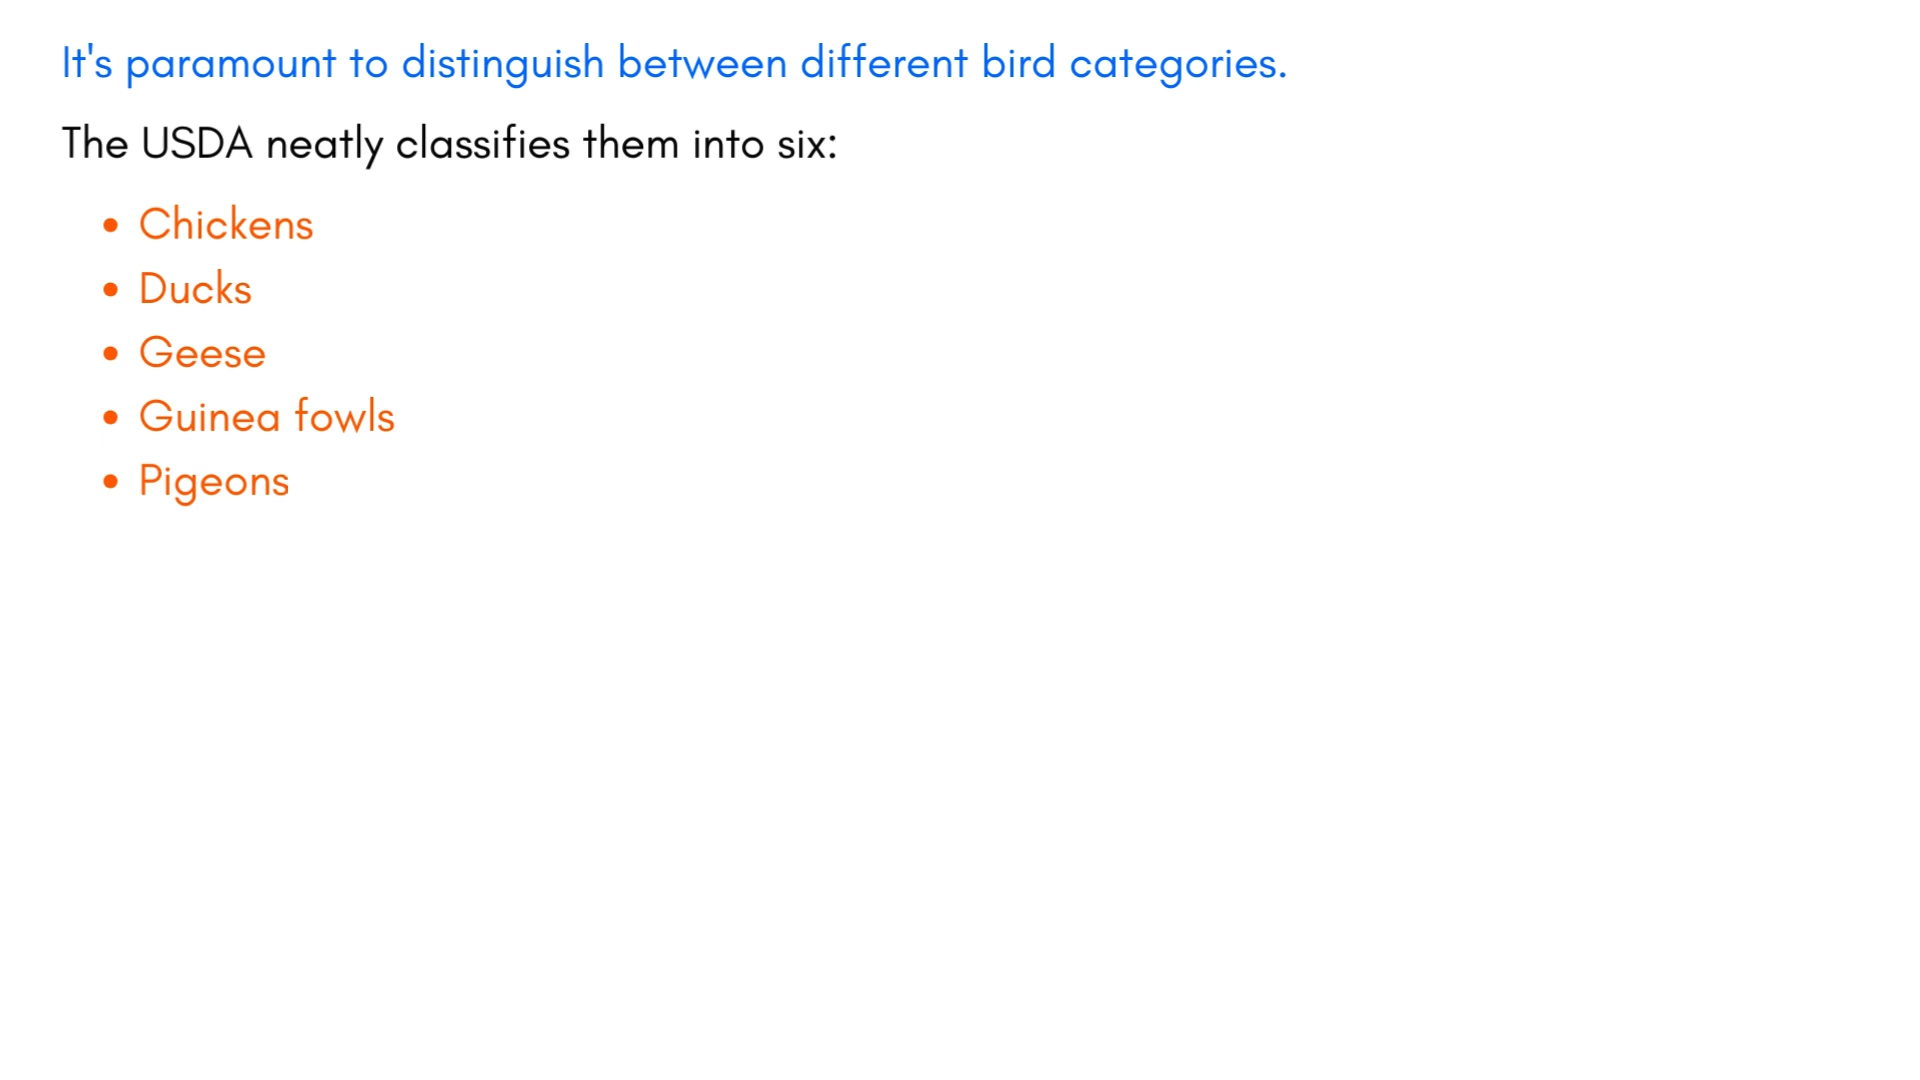 It's paramount to distinguish between different bird categories.
The USDA neatly classifies them into six:
• Chickens
• Ducks
• Geese
• Guinea fowls
• Pigeons